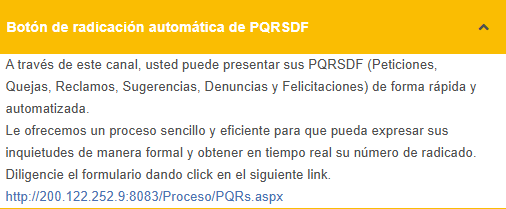 Botón de radicación automática de PQRSDF
A través de este canal, usted puede presentar sus PQRSDF (Peticiones,
Quejas, Reclamos, Sugerencias, Denuncias y Felicitaciones) de forma rápida y
automatizada.
Le ofrecemos un proceso sencillo y eficiente para que pueda expresar sus
inquietudes de manera formal y obtener en tiempo real su número de radicado.
Diligencie el formulario dando click en el siguiente link.
http://200.122.252.9:8083/Proceso/PQRs.aspx